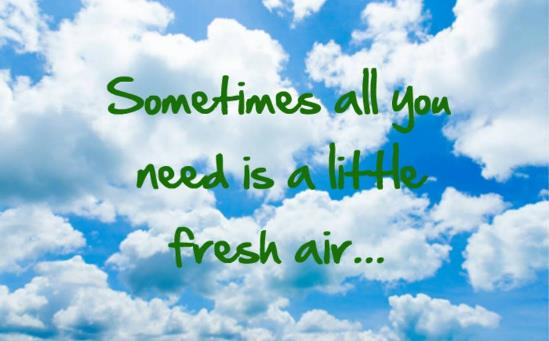 Sometimes all you
need is a little
fresh air...